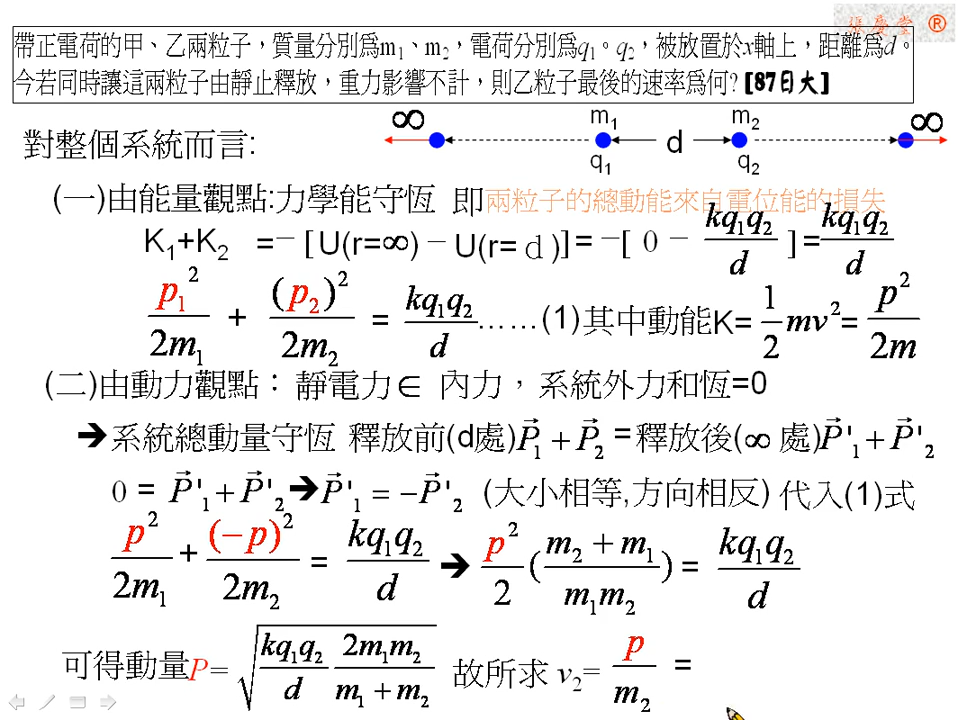 張慶堂 ®
帶正電荷的甲、乙兩粒子，質量分別為m₁、m₂，電荷分別為q₁。q₂，被放置於x軸上，距離為d。
今若同時讓這兩粒子由靜止釋放，重力影響不計，則乙粒子最後的速率為何? [87日大]
∞ m₁ d m₂ ∞
q₁ q₂
對整個系統而言:
(一)由能量觀點:力學能守恆 即兩粒子的總動能來自電位能的損失
K₁+K₂ =−[U(r=∞)−U(r=d)]=−[0−kq₁q₂/d]=kq₁q₂/d
p₁²/2m₁ + (p₂)²/2m₂ = kq₁q₂/d……(1)其中動能K=1/2mv²=p²/2m
(二)由動力觀點：靜電力∈ 內力，系統外力和恆=0
➔系統總動量守恆 釋放前(d處)P⃗₁+P⃗₂ =釋放後(∞處)P⃗'₁+P⃗'₂
0 = P⃗'₁+P⃗'₂➔P⃗'₁=−P⃗'₂ (大小相等,方向相反) 代入(1)式
p²/2m₁ + (−p)²/2m₂ = kq₁q₂/d ➔ p²/2(m₂+m₁/m₁m₂) = kq₁q₂/d
可得動量P=√(kq₁q₂/d 2m₁m₂/m₁+m₂) 故所求 v₂= p/m₂ =